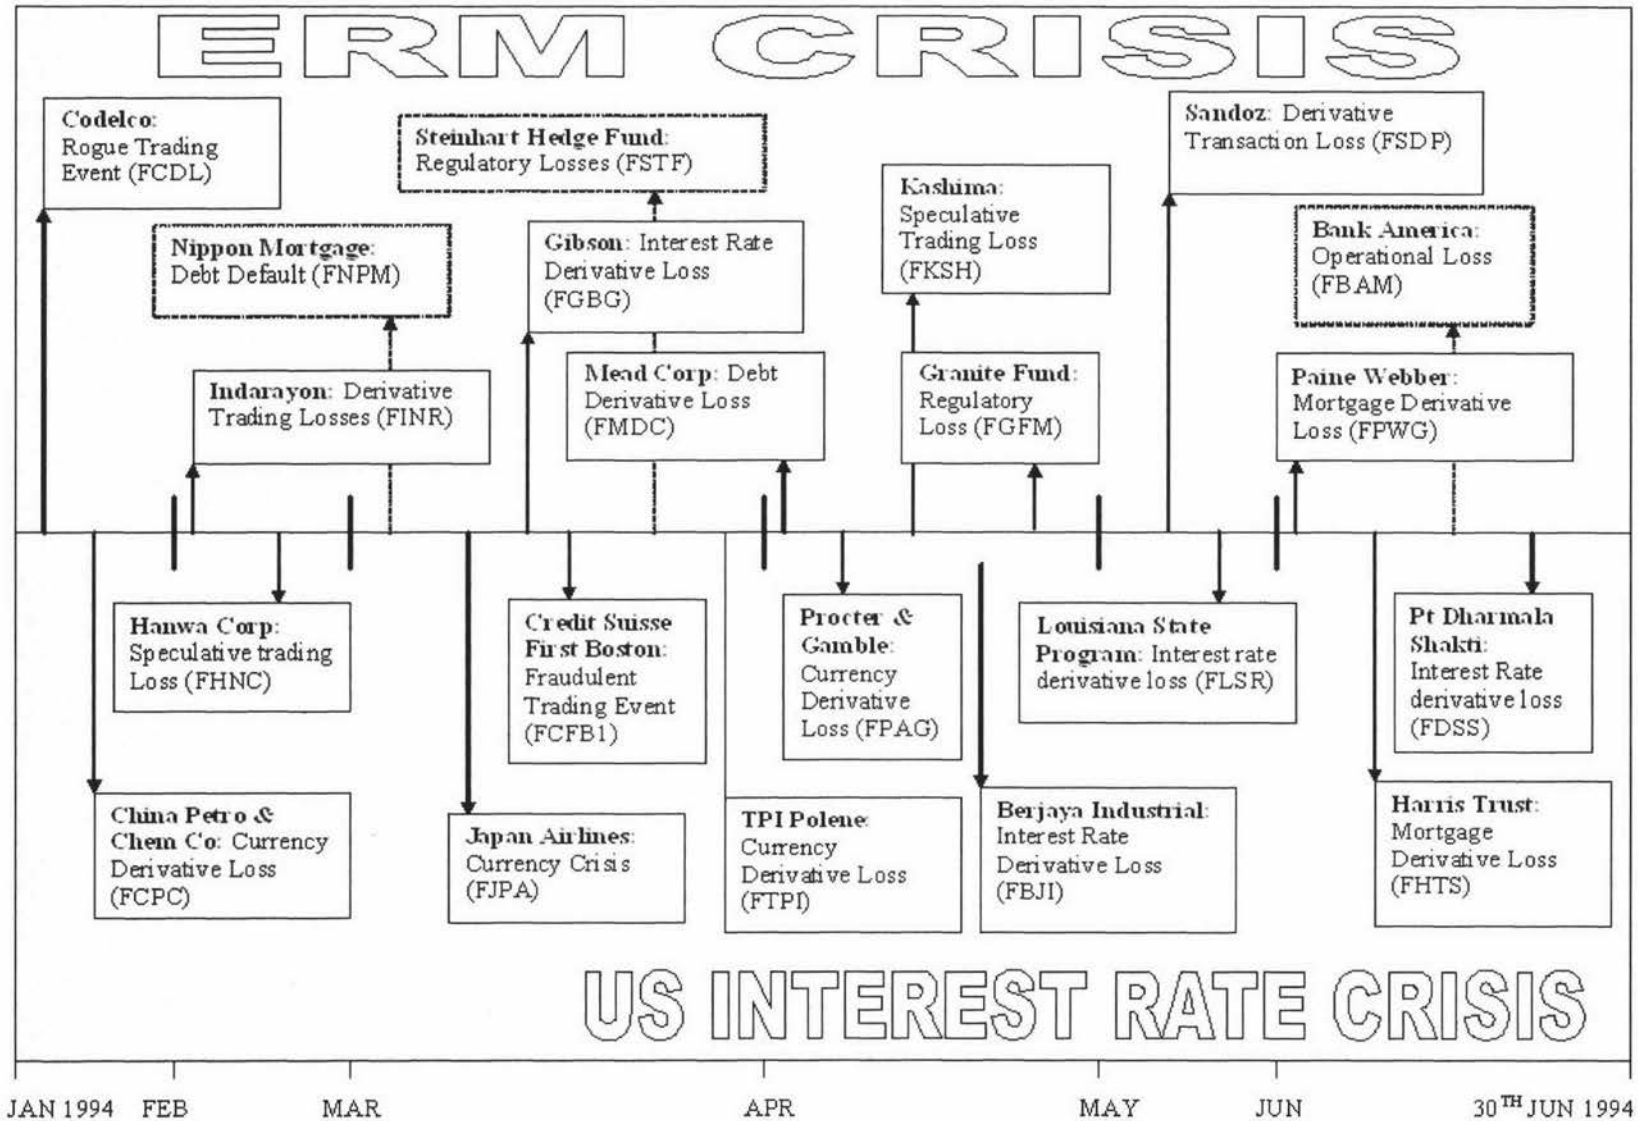 ERM CRISIS
Codelco:
Rogue Trading
Event (FCDL)
Steinhart Hedge Fund:
Regulatory Losses (FSTF)
Sandoz: Derivative
Transaction Loss (FSDP)
Nippon Mortgage:
Debt Default (FNPM)
Gibson: Interest Rate
Derivative Loss
(FGBG)
Kashima:
Speculative
Trading Loss
(FKSH)
Bank America:
Operational Loss
(FBAM)
Indarayon: Derivative
Trading Losses (FINR)
Mead Corp: Debt
Derivative Loss
(FMDC)
Granite Fund:
Regulatory
Loss (FGFM)
Paine Webber:
Mortgage Derivative
Loss (FPWG)
Hanwa Corp:
Speculative trading
Loss (FHNC)
Credit Suisse
First Boston:
Fraudulent
Trading Event
(FCFB1)
Procter &
Gamble:
Currency
Derivative
Loss (FPAG)
Louisiana State
Program: Interest rate
derivative loss (FLSR)
Pt Dharmala
Shakti:
Interest Rate
derivative loss
(FDSS)
China Petro &
Chem Co: Currency
Derivative Loss
(FCPC)
Japan Airlines:
Currency Crisis
(FJPA)
TPI Polene:
Currency
Derivative Loss
(FTPI)
Berjaya Industrial:
Interest Rate
Derivative Loss
(FBJI)
Harris Trust:
Mortgage
Derivative Loss
(FHTS)
US INTEREST RATE CRISIS
JAN 1994 FEB MAR APR MAY JUN 30TH JUN 1994